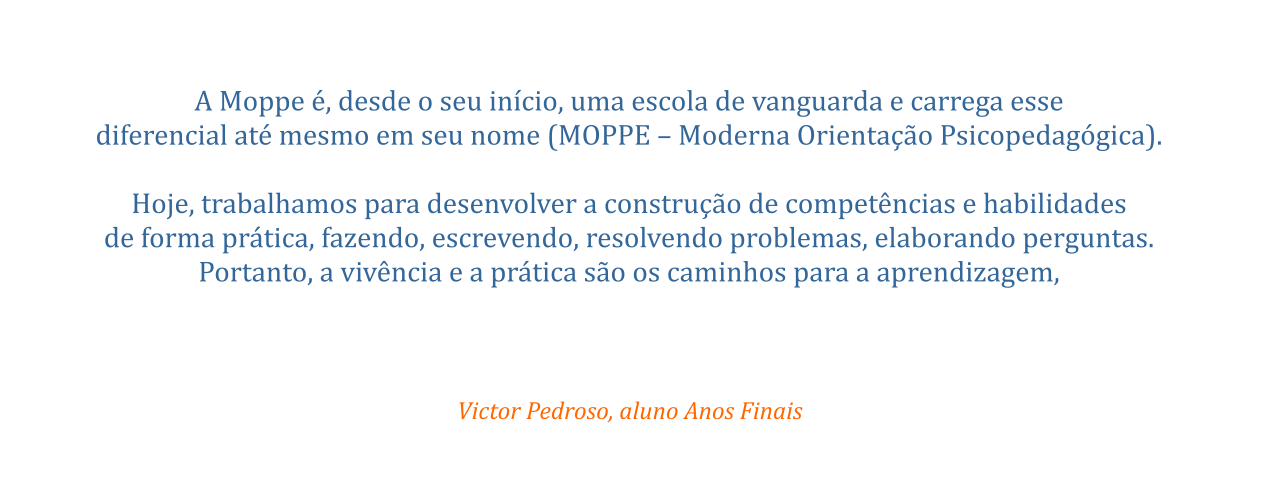 A Moppe é, desde o seu início, uma escola de vanguarda e carrega esse
diferencial até mesmo em seu nome (MOPPE – Moderna Orientação Psicopedagógica).
Hoje, trabalhamos para desenvolver a construção de competências e habilidades
de forma prática, fazendo, escrevendo, resolvendo problemas, elaborando perguntas.
Portanto, a vivência e a prática são os caminhos para a aprendizagem,
Victor Pedroso, aluno Anos Finais